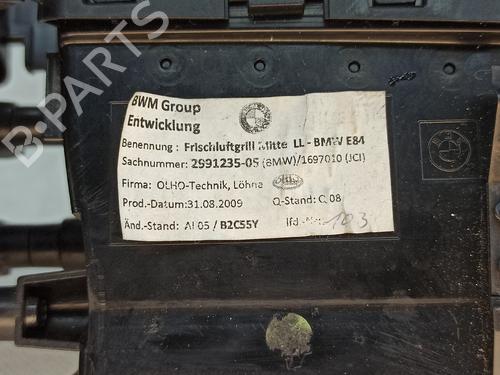 B PARTS
BWM Group
Entwicklung
Benennung : Frischluftgrill Mitte LL - BMW E84
Sachnummer: 2991235-05 (BMW)/1697010 (JCI)
Firma: OLHO-Technik, Löhne
Prod.-Datum:31.08.2009 Q-Stand: Q 08
Änd.-Stand: AI 05 / B2C55Y lfd.-Nr.: 103